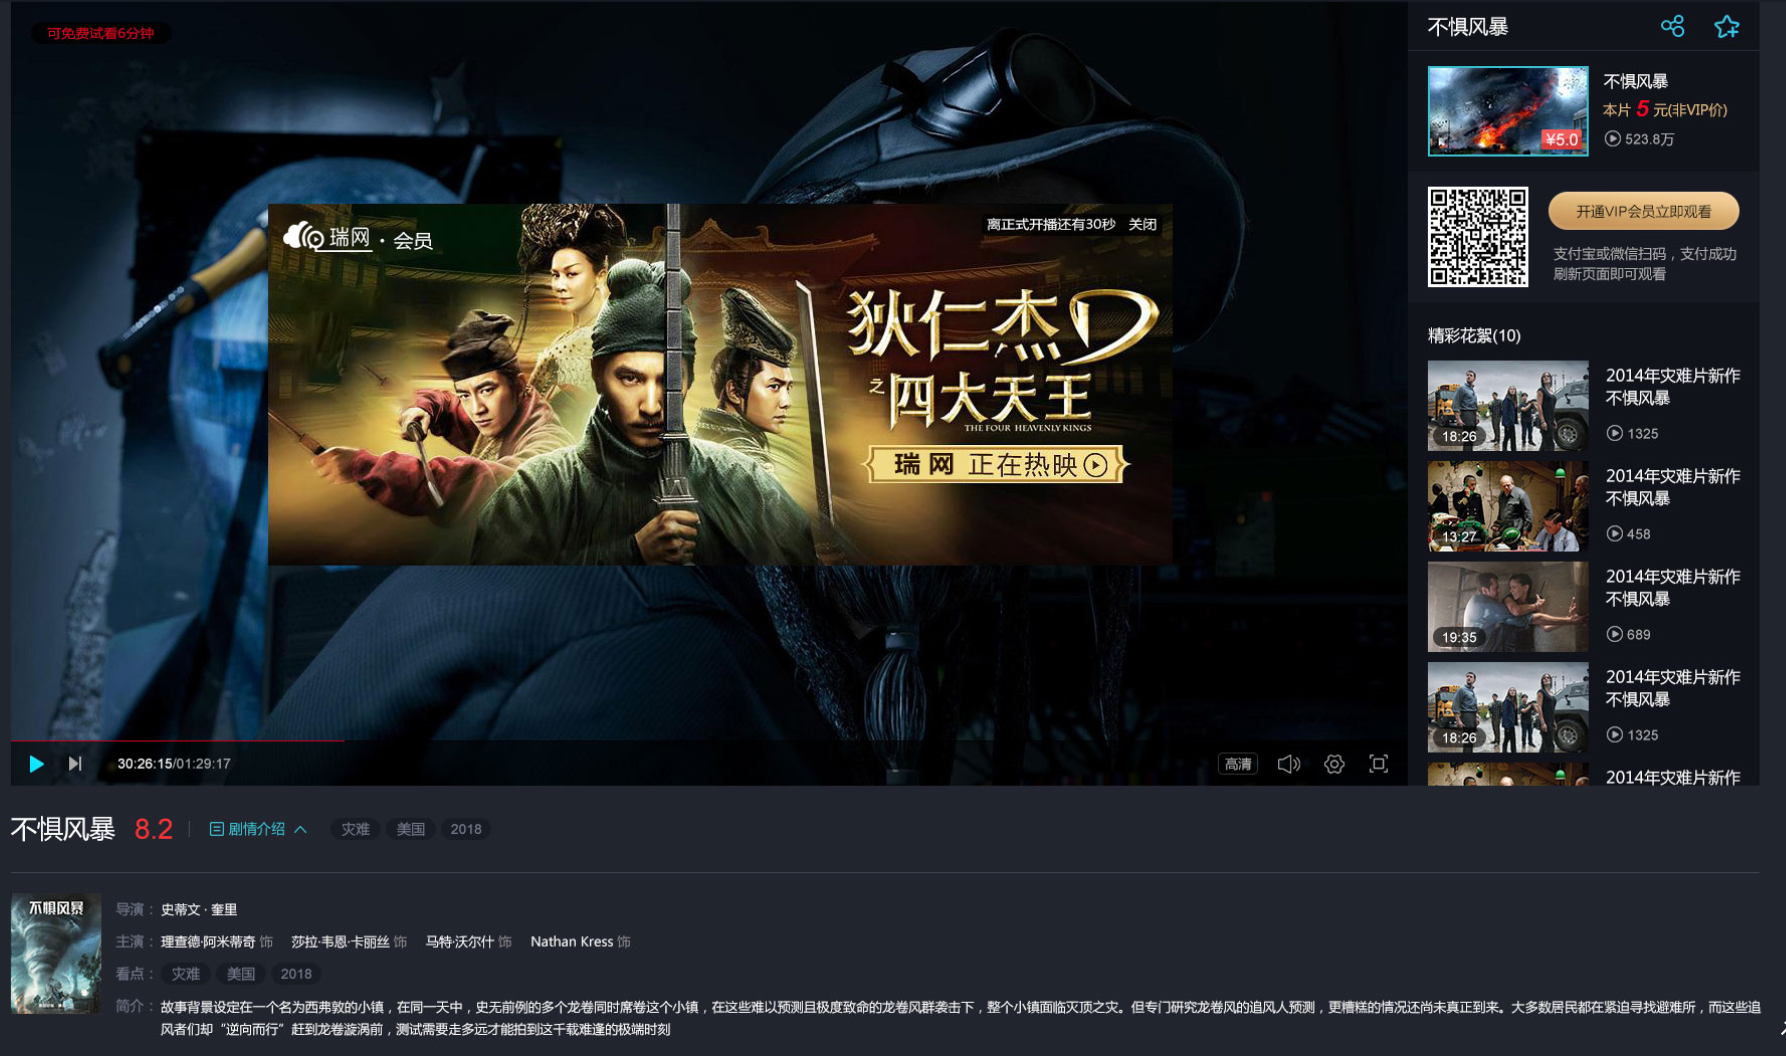 可免费试看6分钟
瑞网·会员
离正式开播还有30秒 关闭
狄仁杰
之四大天王
THE FOUR HEAVENLY KINGS
瑞网 正在热映
30:26:15/01:29:17
高清
不惧风暴
不惧风暴
本片 5 元(非VIP价)
¥5.0
523.8万
开通VIP会员立即观看
支付宝或微信扫码，支付成功
刷新页面即可观看
精彩花絮(10)
2014年灾难片新作
不惧风暴
18:26
1325
2014年灾难片新作
不惧风暴
13:27
458
2014年灾难片新作
不惧风暴
19:35
689
2014年灾难片新作
不惧风暴
18:26
1325
2014年灾难片新作
不惧风暴 8.2 剧情介绍 灾难 美国 2018
不惧风暴
导演： 史蒂文·奎里
主演： 理查德·阿米蒂奇 饰 莎拉·韦恩·卡丽丝 饰 马特·沃尔什 饰 Nathan Kress 饰
看点： 灾难 美国 2018
简介： 故事背景设定在一个名为西弗敦的小镇，在同一天中，史无前例的多个龙卷同时席卷这个小镇，在这些难以预测且极度致命的龙卷风群袭击下，整个小镇面临灭顶之灾。但专门研究龙卷风的追风人预测，更糟糕的情况还尚未真正到来。大多数居民都在紧迫寻找避难所，而这些追
风者们却“逆向而行”赶到龙卷漩涡前，测试需要走多远才能拍到这千载难逢的极端时刻